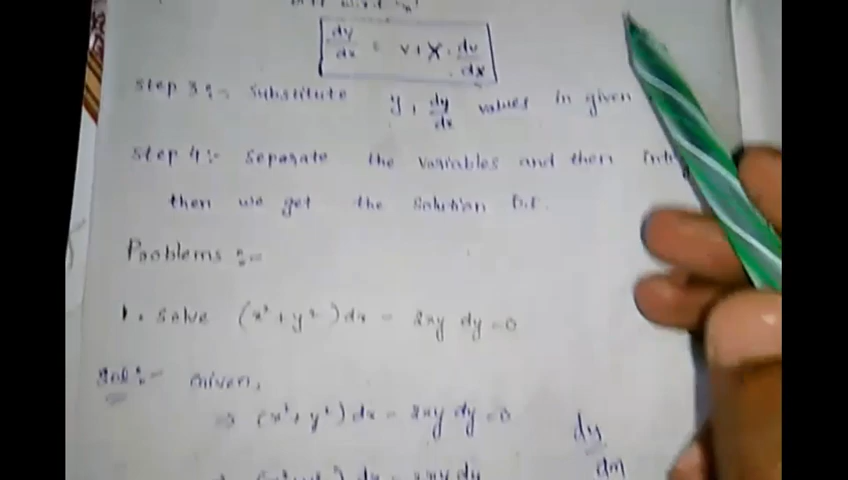 dy/dx = v + x · dv/dx
Step 3 :- Substitute y, dy/dx values in given
Step 4 :- Separate the variables and then
then we get the solution D.E.
Problems :-
1. Solve (x² + y²) dx - 2xy dy = 0
Sol :- Given,
⇒ (x² + y²) dx - 2xy dy = 0
dy
dx